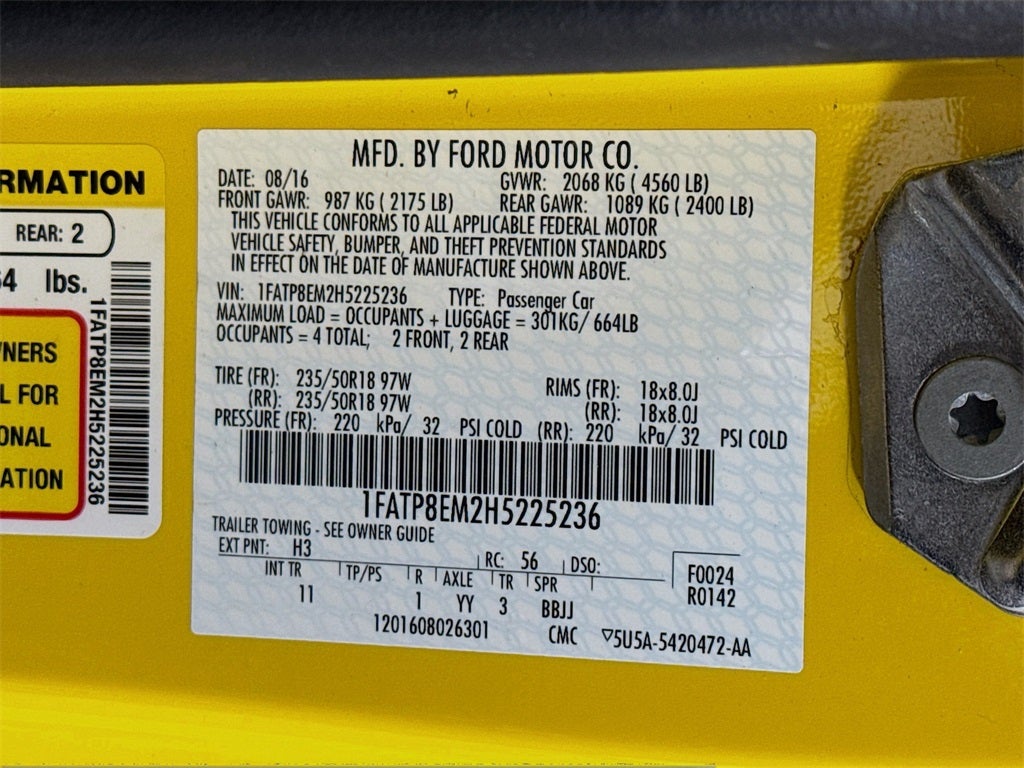 RMATION
REAR: 2
64 lbs.
WNERS
L FOR
ONAL
ATION
1FATP8EM2H5225236
MFD. BY FORD MOTOR CO.
DATE: 08/16 GVWR: 2068 KG ( 4560 LB)
FRONT GAWR: 987 KG ( 2175 LB) REAR GAWR: 1089 KG ( 2400 LB)
THIS VEHICLE CONFORMS TO ALL APPLICABLE FEDERAL MOTOR
VEHICLE SAFETY, BUMPER, AND THEFT PREVENTION STANDARDS
IN EFFECT ON THE DATE OF MANUFACTURE SHOWN ABOVE.
VIN: 1FATP8EM2H5225236 TYPE: Passenger Car
MAXIMUM LOAD = OCCUPANTS + LUGGAGE = 301KG/ 664LB
OCCUPANTS = 4 TOTAL; 2 FRONT, 2 REAR
TIRE (FR): 235/50R18 97W RIMS (FR): 18x8.0J
(RR): 235/50R18 97W (RR): 18x8.0J
PRESSURE (FR): 220 kPa/ 32 PSI COLD (RR): 220 kPa/ 32 PSI COLD
1FATP8EM2H5225236
TRAILER TOWING - SEE OWNER GUIDE
EXT PNT: H3 RC: 56 DSO: F0024
INT TR TP/PS R AXLE TR SPR R0142
11 1 YY 3 BBJJ
1201608026301 CMC ▽5U5A-5420472-AA